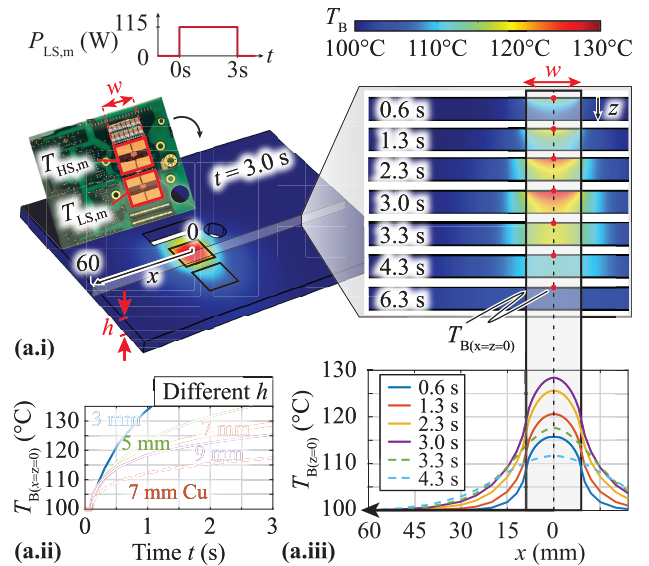 P_LS,m (W)
115
0
0s
3s
t
T_B
100°C
110°C
120°C
130°C
w
w
T_HS,m
T_LS,m
t = 3.0 s
0
60
x
h
(a.i)
0.6 s
z
1.3 s
2.3 s
3.0 s
3.3 s
4.3 s
6.3 s
T_B(x=z=0)
Different h
T_B(x=z=0) (°C)
130
120
110
100
3 mm
5 mm
7 mm
9 mm
7 mm Cu
0
1
2
3
(a.ii)
Time t (s)
T_B(z=0) (°C)
130
120
110
100
0.6 s
1.3 s
2.3 s
3.0 s
3.3 s
4.3 s
60
45
30
15
0
15
(a.iii)
x (mm)